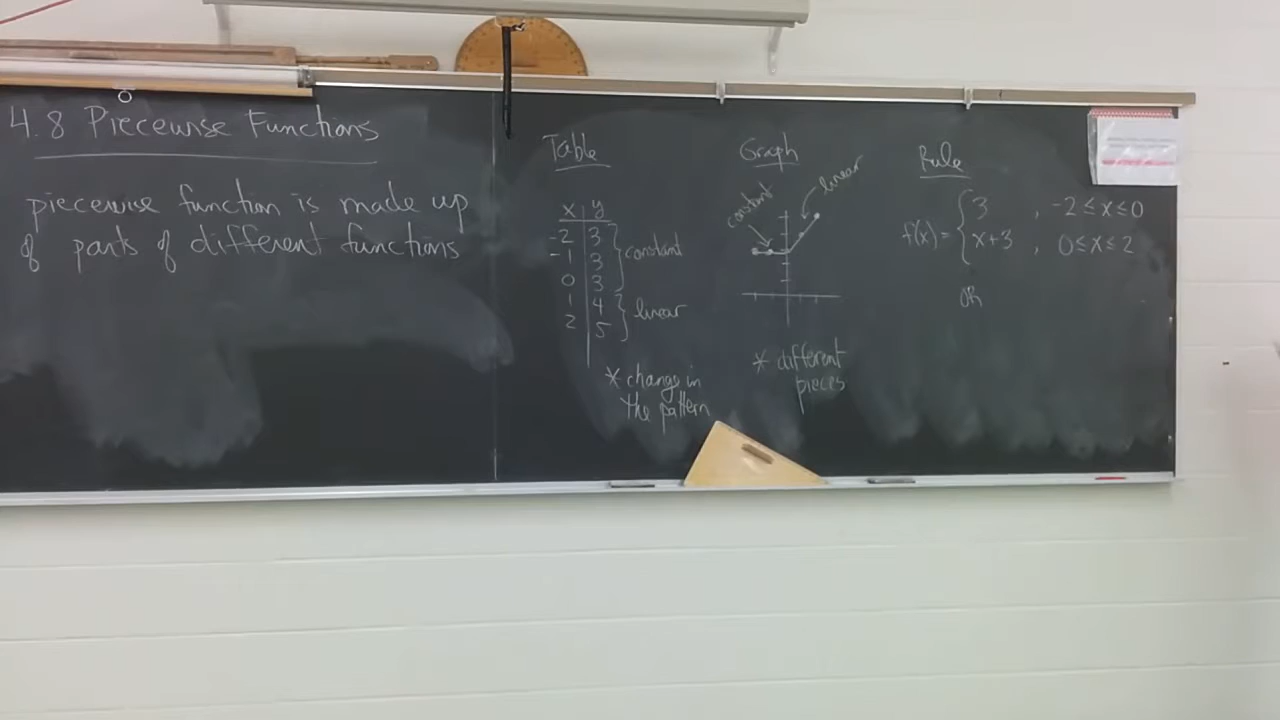 4.8 Piecewise Functions
piecewise function is made up
of parts of different functions
Table
x y
-2 3
-1 3
0 3
1 4
2 5
constant
linear
* change in
the pattern
Graph
constant
linear
* different
pieces
Rule
f(x) = { 3 , -2 ≤ x ≤ 0
x+3 , 0 ≤ x ≤ 2
OR